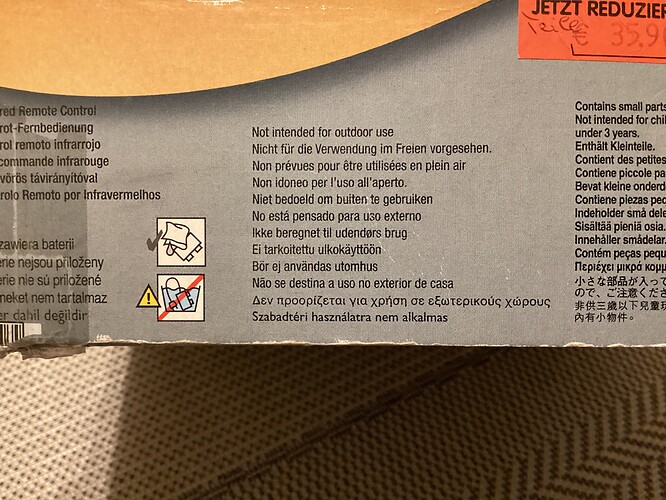 JETZT REDUZIER
Teile
€ 35,9
red Remote Control
rot-Fernbedienung
rol remoto infrarrojo
commande infrarouge
vörös távirányítóval
rolo Remoto por Infravermelhos
zawiera baterii
erie nejsou přiloženy
erie nie sú priložené
meket nem tartalmaz
er dahil değildir
Not intended for outdoor use
Nicht für die Verwendung im Freien vorgesehen.
Non prévues pour être utilisées en plein air
Non idoneo per l'uso all'aperto.
Niet bedoeld om buiten te gebruiken
No está pensado para uso externo
Ikke beregnet til udendørs brug
Ei tarkoitettu ulkokäyttöön
Bör ej användas utomhus
Não se destina a uso no exterior de casa
Δεν προορίζεται για χρήση σε εξωτερικούς χώρους
Szabadtéri használatra nem alkalmas
Contains small parts
Not intended for chil
under 3 years.
Enthält Kleinteile.
Contient des petites
Contiene piccole pa
Bevat kleine onderd
Contiene piezas peq
Indeholder små dele
Sisältää pieniä osia.
Innehåller smådelar.
Contém peças pequ
Περιέχει μικρά κομμ
小さな部品が入って
ので、ご注意くださ
非供三歲以下兒童玩
內有小物件。